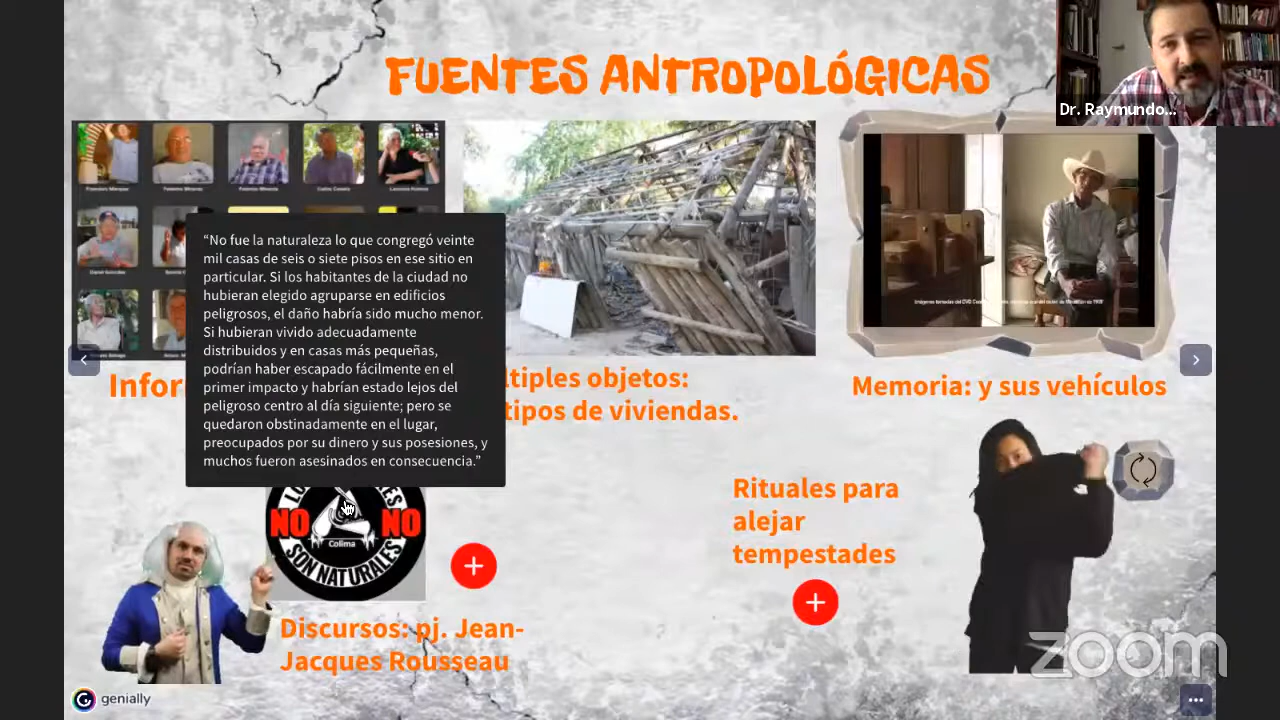 FUENTES ANTROPOLÓGICAS
Dr. Raymundo...
“No fue la naturaleza lo que congregó veinte
mil casas de seis o siete pisos en ese sitio en
particular. Si los habitantes de la ciudad no
hubieran elegido agruparse en edificios
peligrosos, el daño habría sido mucho menor.
Si hubieran vivido adecuadamente
distribuidos y en casas más pequeñas,
podrían haber escapado fácilmente en el
primer impacto y habrían estado lejos del
peligroso centro al día siguiente; pero se
quedaron obstinadamente en el lugar,
preocupados por su dinero y sus posesiones, y
muchos fueron asesinados en consecuencia.”
Infor
ltiples objetos:
tipos de viviendas.
Memoria: y sus vehículos
NO NO
Colima
SON NATURALES
Rituales para
alejar
tempestades
Discursos: pj. Jean-
Jacques Rousseau
genially
zoom